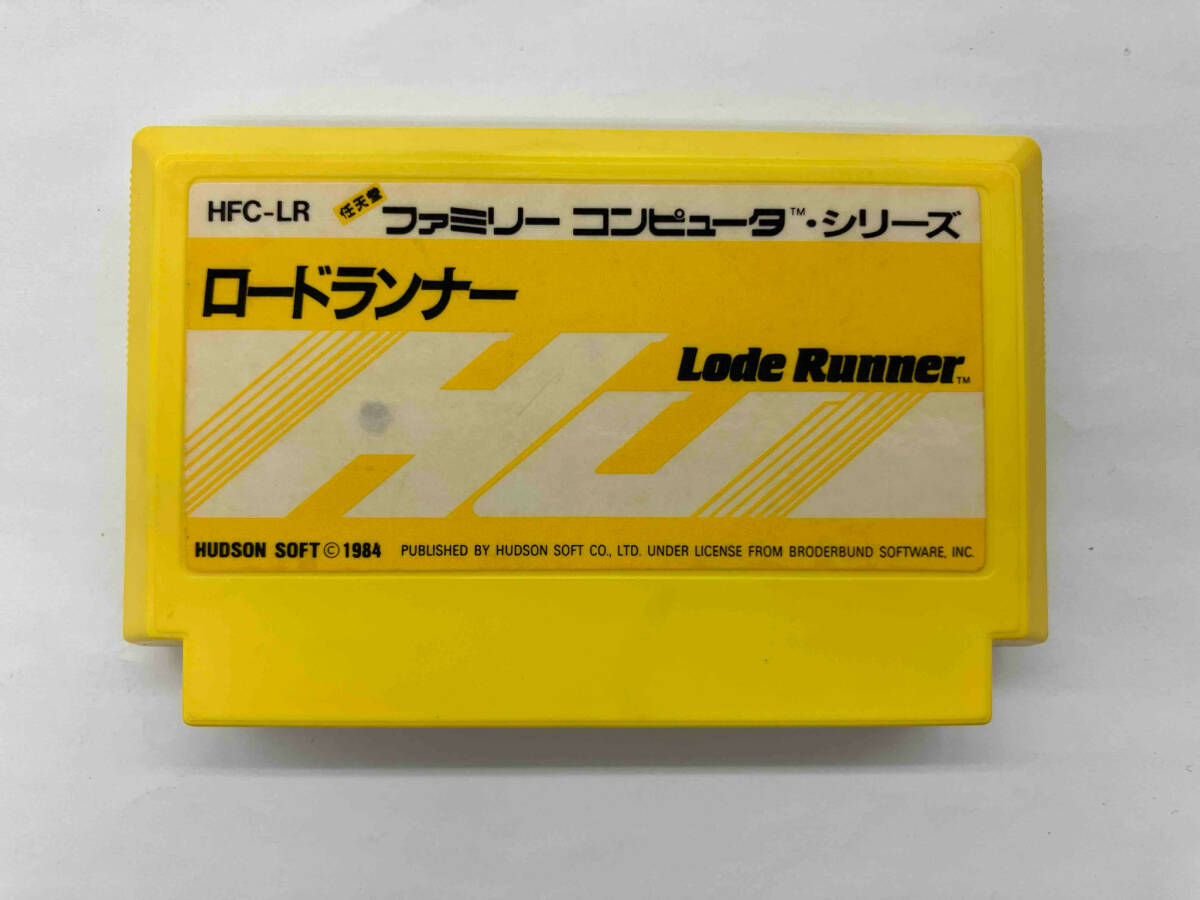 HFC-LR 任天堂 ファミリー コンピュータ™・シリーズ
ロードランナー
Lode Runner™
HU
HUDSON SOFT © 1984 PUBLISHED BY HUDSON SOFT CO., LTD. UNDER LICENSE FROM BRODERBUND SOFTWARE, INC.